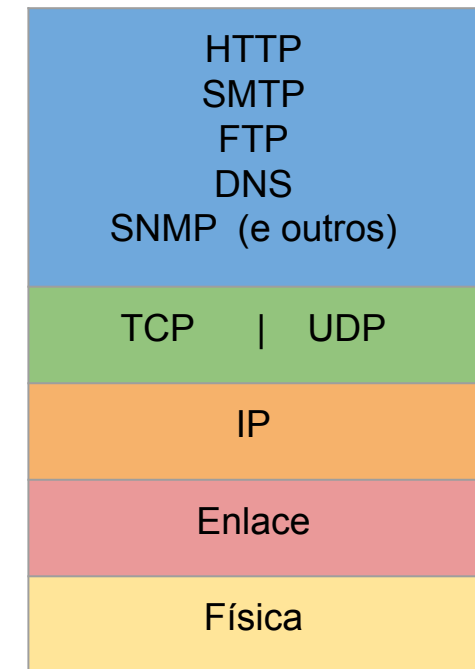 HTTP
SMTP
FTP
DNS
SNMP (e outros)
TCP | UDP
IP
Enlace
Física